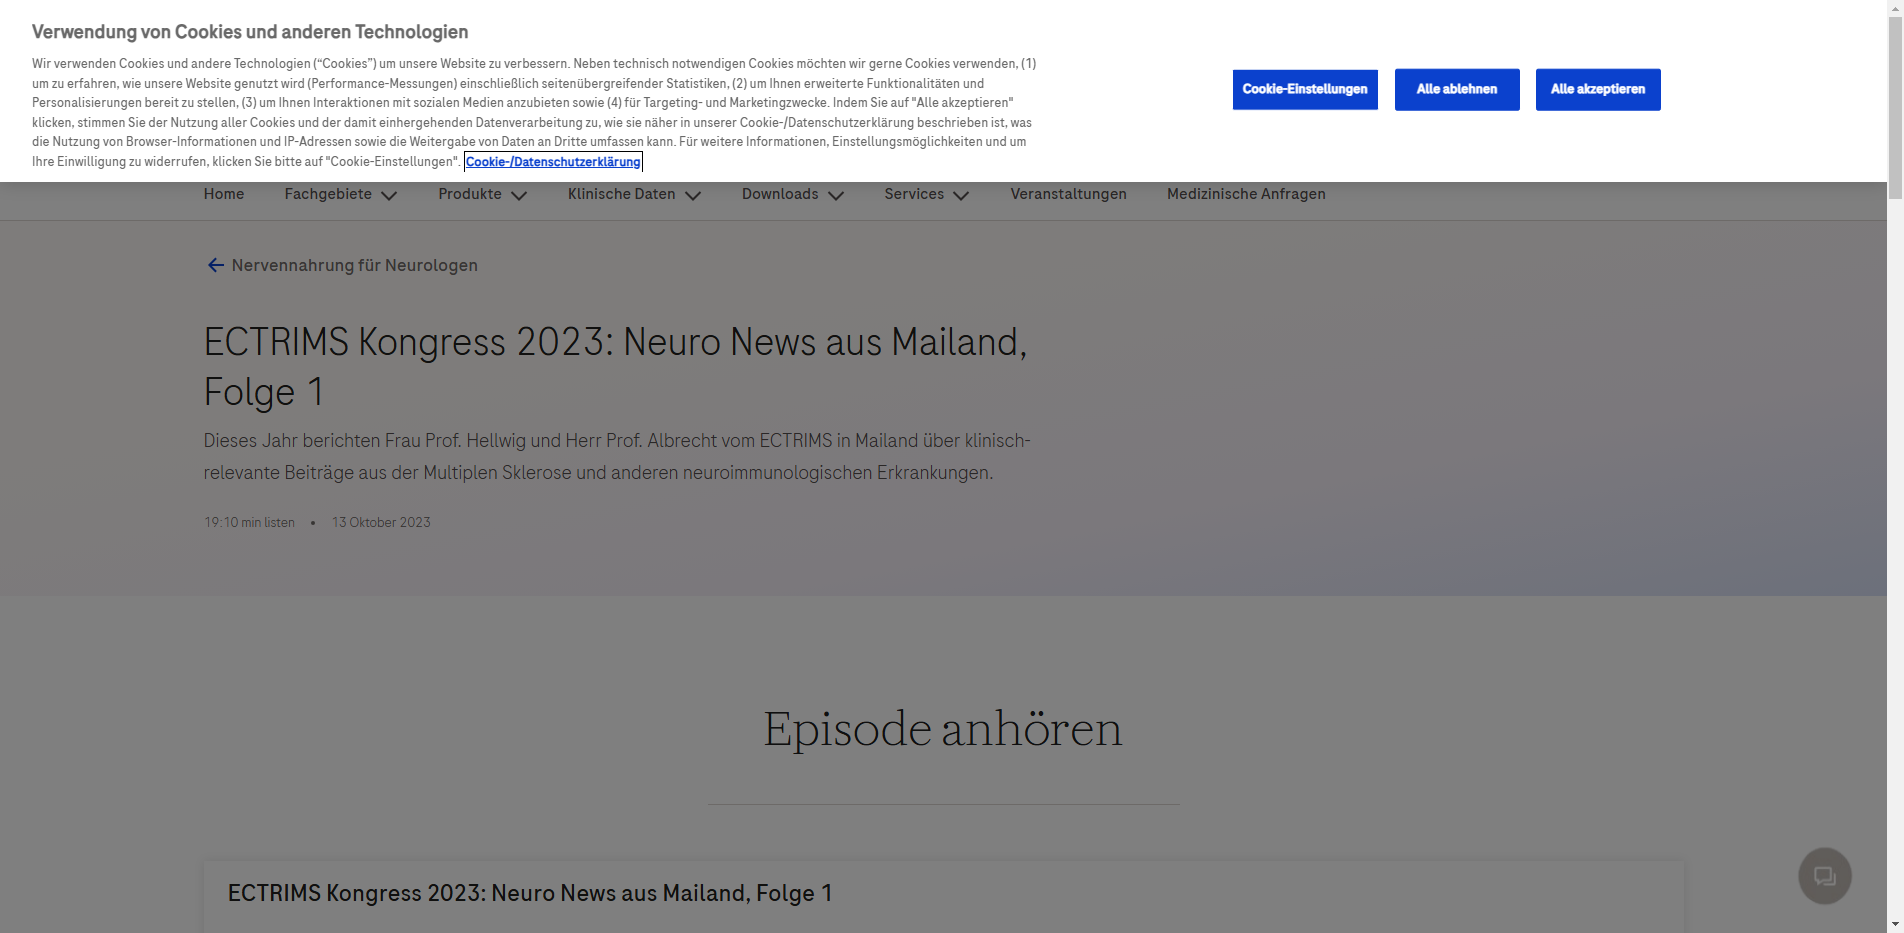 Verwendung von Cookies und anderen Technologien
Wir verwenden Cookies und andere Technologien (“Cookies”) um unsere Website zu verbessern. Neben technisch notwendigen Cookies möchten wir gerne Cookies verwenden, (1)
um zu erfahren, wie unsere Website genutzt wird (Performance-Messungen) einschließlich seitenübergreifender Statistiken, (2) um Ihnen erweiterte Funktionalitäten und
Personalisierungen bereit zu stellen, (3) um Ihnen Interaktionen mit sozialen Medien anzubieten sowie (4) für Targeting- und Marketingzwecke. Indem Sie auf "Alle akzeptieren"
klicken, stimmen Sie der Nutzung aller Cookies und der damit einhergehenden Datenverarbeitung zu, wie sie näher in unserer Cookie-/Datenschutzerklärung beschrieben ist, was
die Nutzung von Browser-Informationen und IP-Adressen sowie die Weitergabe von Daten an Dritte umfassen kann. Für weitere Informationen, Einstellungsmöglichkeiten und um
Ihre Einwilligung zu widerrufen, klicken Sie bitte auf "Cookie-Einstellungen". Cookie-/Datenschutzerklärung
Cookie-Einstellungen Alle ablehnen Alle akzeptieren
Home Fachgebiete Produkte Klinische Daten Downloads Services Veranstaltungen Medizinische Anfragen
Nervennahrung für Neurologen
ECTRIMS Kongress 2023: Neuro News aus Mailand,
Folge 1
Dieses Jahr berichten Frau Prof. Hellwig und Herr Prof. Albrecht vom ECTRIMS in Mailand über klinisch-
relevante Beiträge aus der Multiplen Sklerose und anderen neuroimmunologischen Erkrankungen.
19:10 min listen • 13 Oktober 2023
Episode anhören
ECTRIMS Kongress 2023: Neuro News aus Mailand, Folge 1